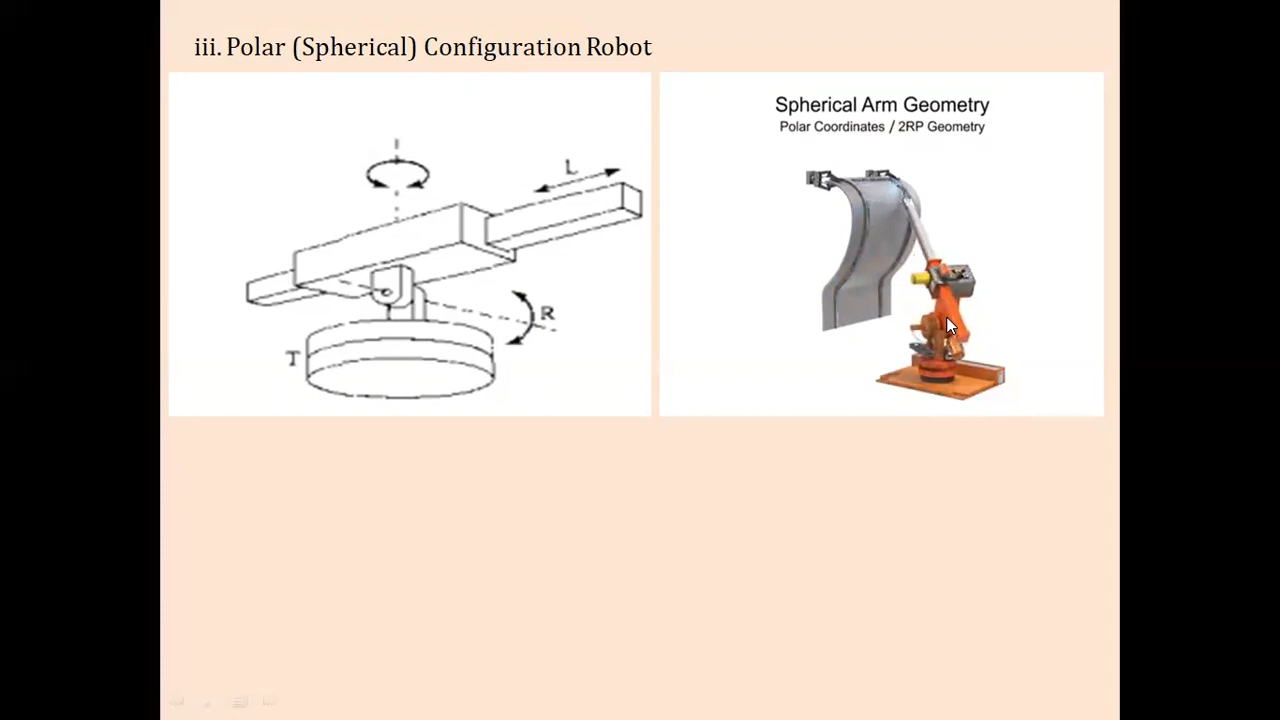 iii. Polar (Spherical) Configuration Robot
L
R
T
Spherical Arm Geometry
Polar Coordinates / 2RP Geometry